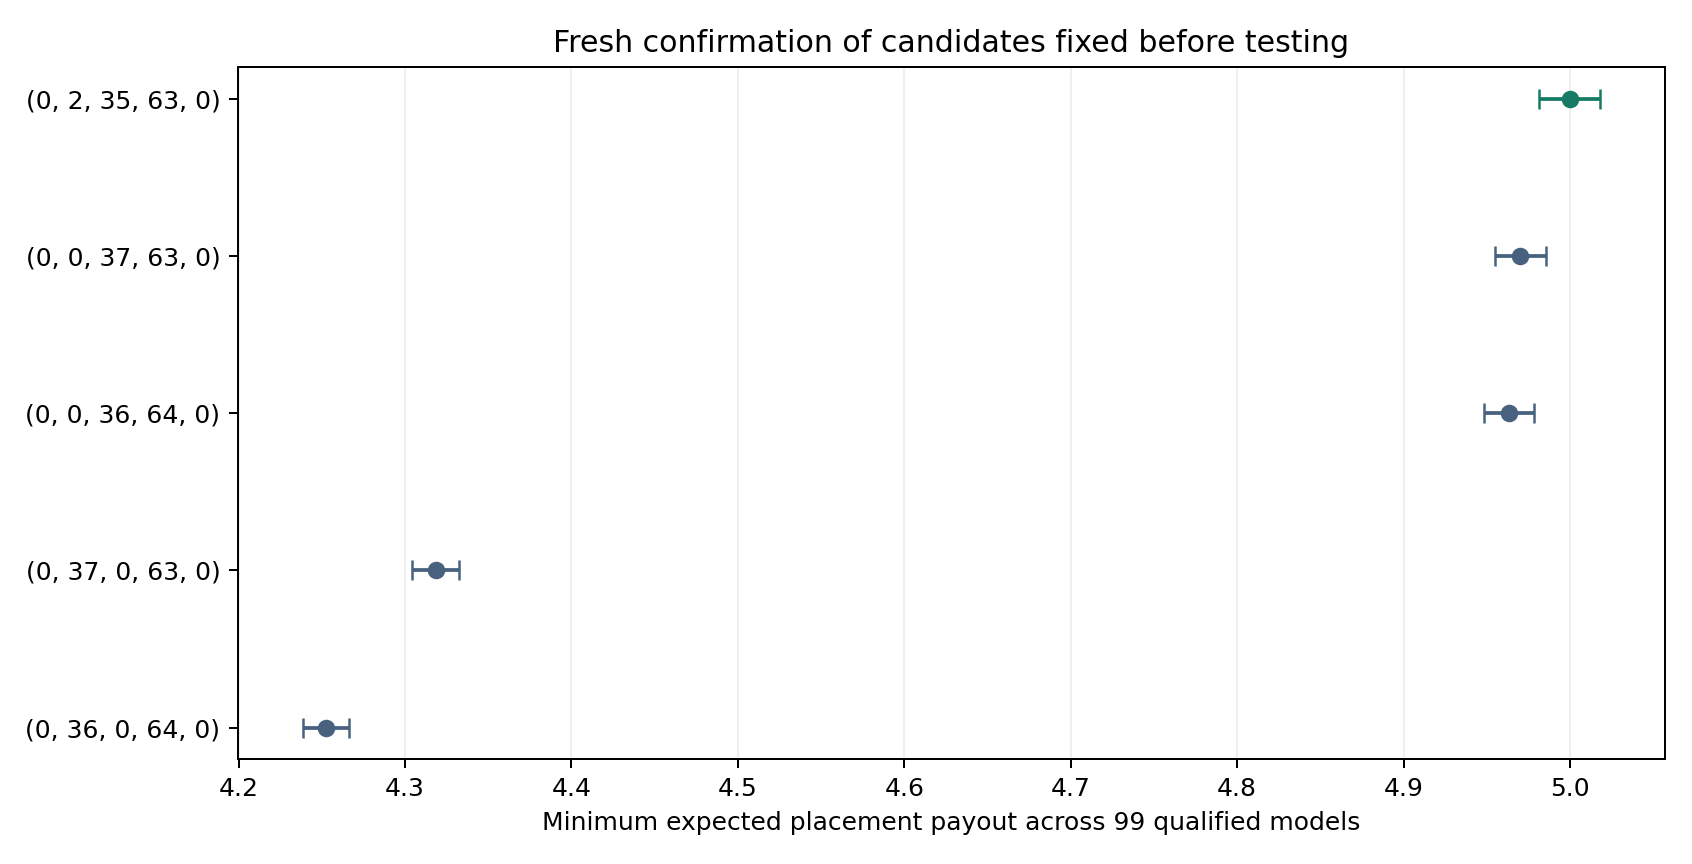 Fresh confirmation of candidates fixed before testing
(0, 2, 35, 63, 0)
(0, 0, 37, 63, 0)
(0, 0, 36, 64, 0)
(0, 37, 0, 63, 0)
(0, 36, 0, 64, 0)
4.2 4.3 4.4 4.5 4.6 4.7 4.8 4.9 5.0
Minimum expected placement payout across 99 qualified models